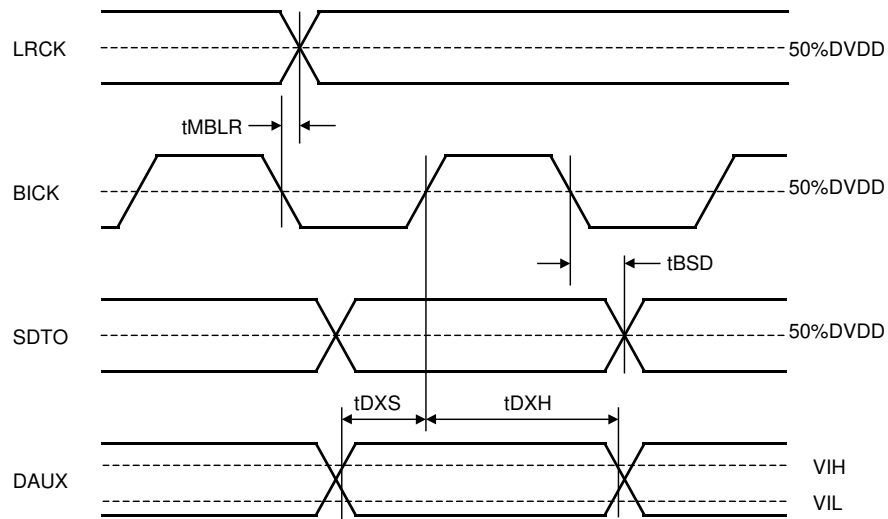 LRCK 50%DVDD
tMBLR
BICK 50%DVDD
tBSD
SDTO 50%DVDD
tDXS tDXH
VIH
DAUX
VIL